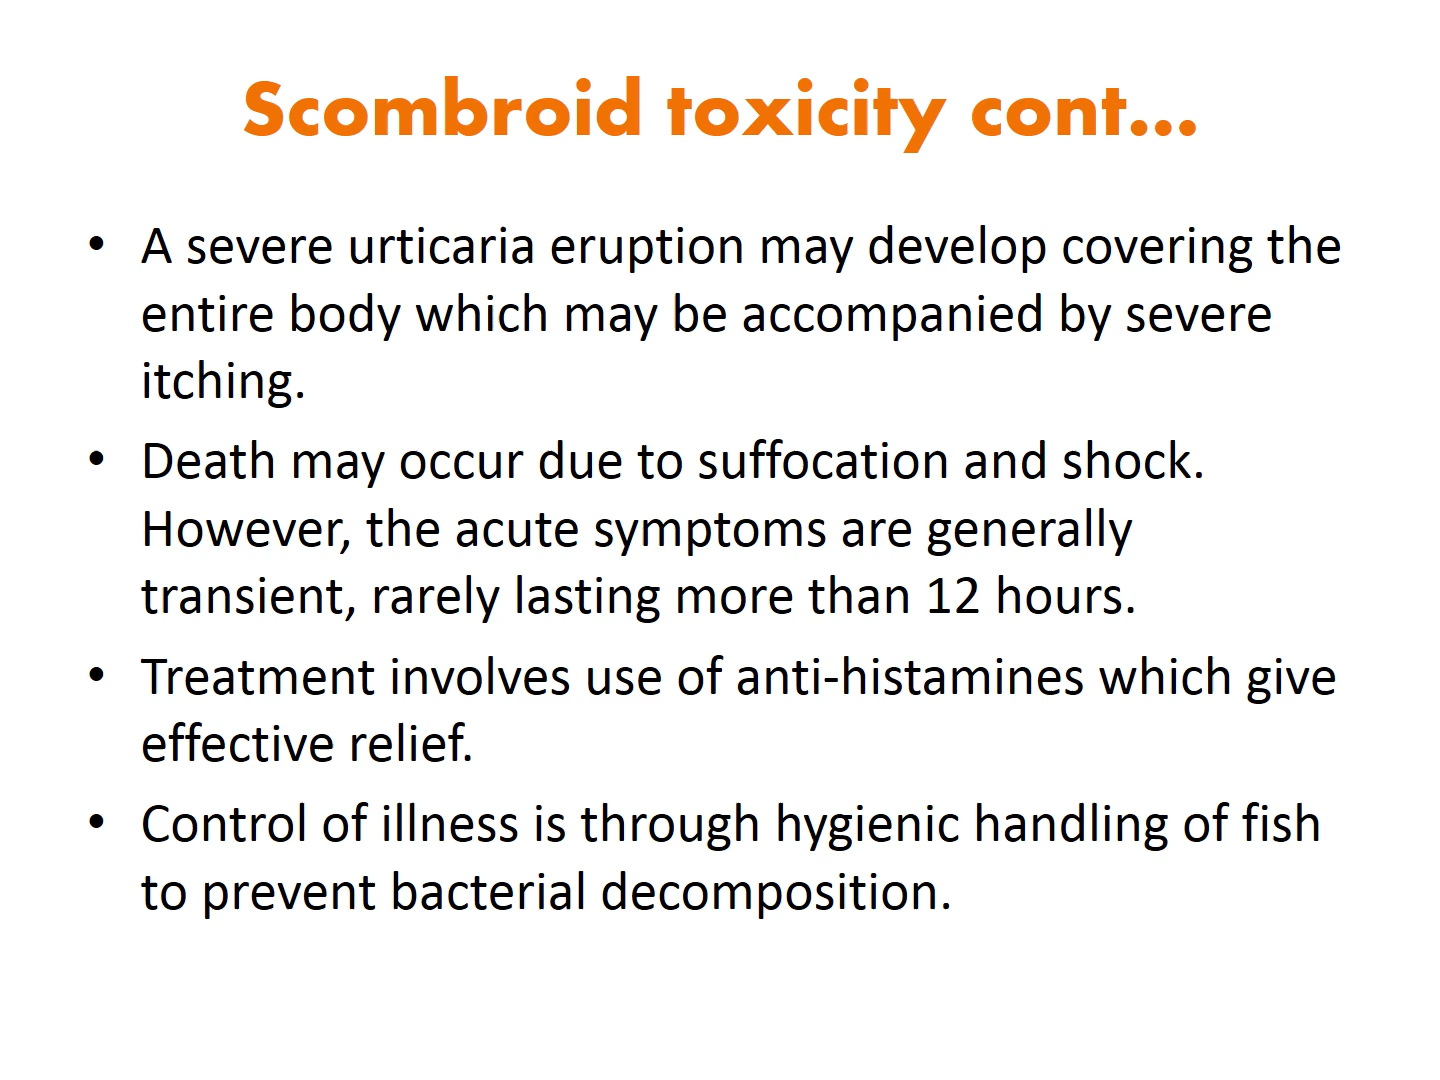 Scombroid toxicity cont...
• A severe urticaria eruption may develop covering the
entire body which may be accompanied by severe
itching.
• Death may occur due to suffocation and shock.
However, the acute symptoms are generally
transient, rarely lasting more than 12 hours.
• Treatment involves use of anti-histamines which give
effective relief.
• Control of illness is through hygienic handling of fish
to prevent bacterial decomposition.